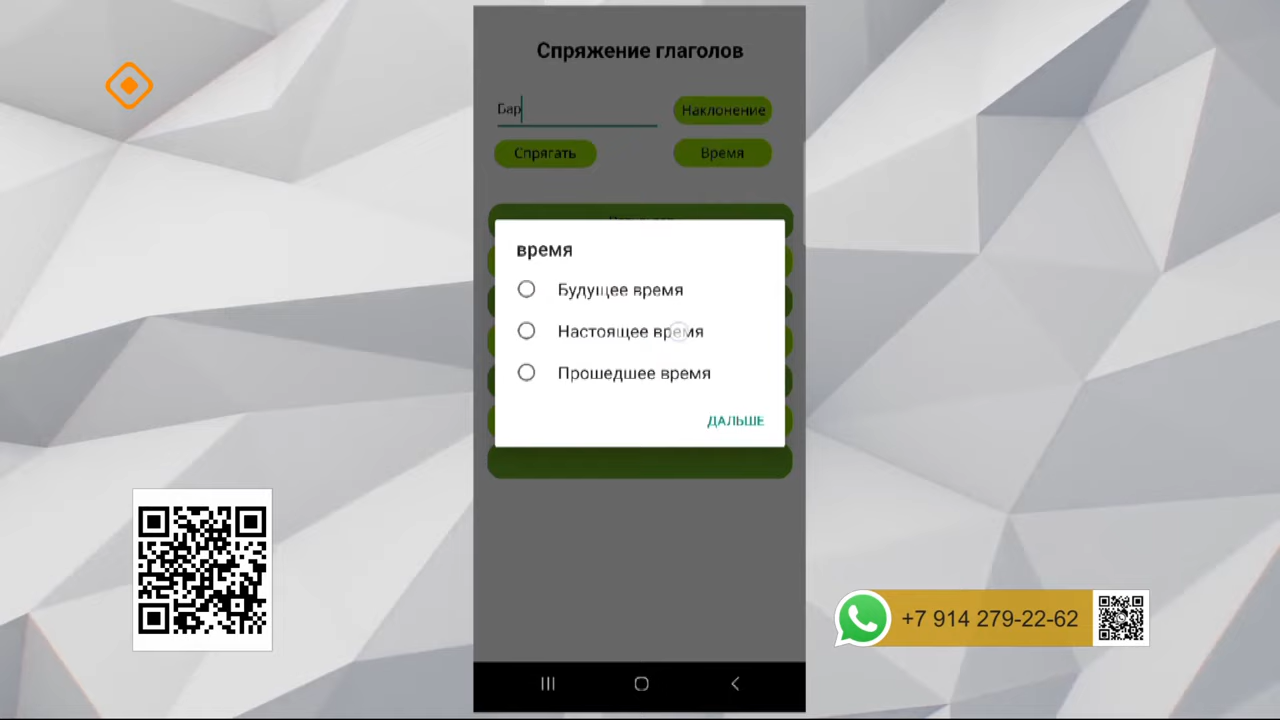 Спряжение глаголов
Бар
Наклонение
Спрягать
Время
время
Будущее время
Настоящее время
Прошедшее время
ДАЛЬШЕ
+7 914 279-22-62